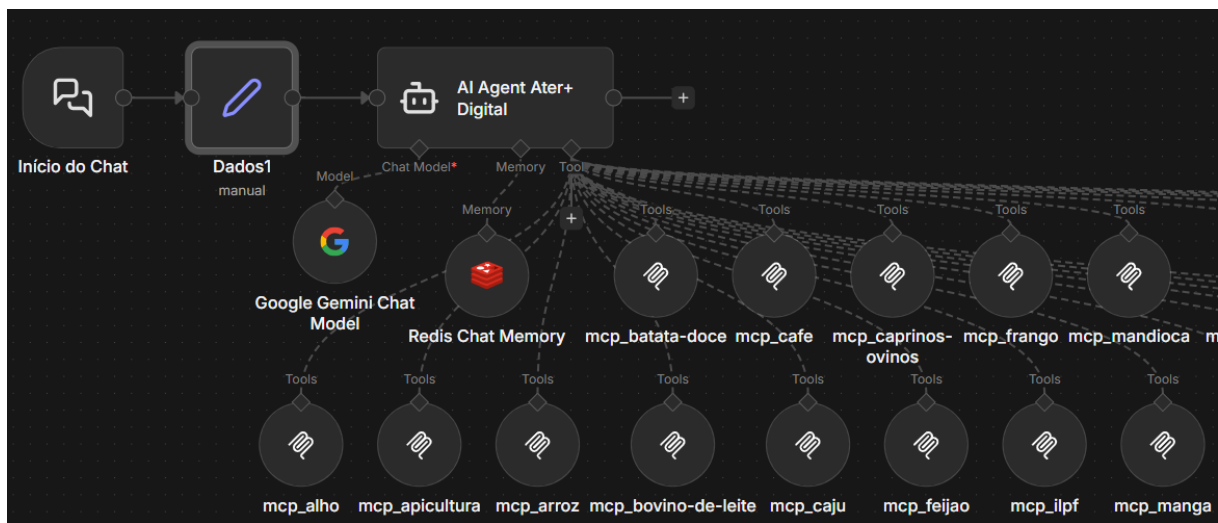 AI Agent Ater+
Digital
Início do Chat
Dados1
manual
Chat Model*
Memory
Tool
Model
Memory
Tools
Tools
Tools
Tools
Tools
Google Gemini Chat
Model
Redis Chat Memory
mcp_batata-doce
mcp_cafe
mcp_caprinos-
ovinos
mcp_frango
mcp_mandioca
m
Tools
Tools
Tools
Tools
Tools
Tools
Tools
Tools
mcp_alho
mcp_apicultura
mcp_arroz
mcp_bovino-de-leite
mcp_caju
mcp_feijao
mcp_ilpf
mcp_manga